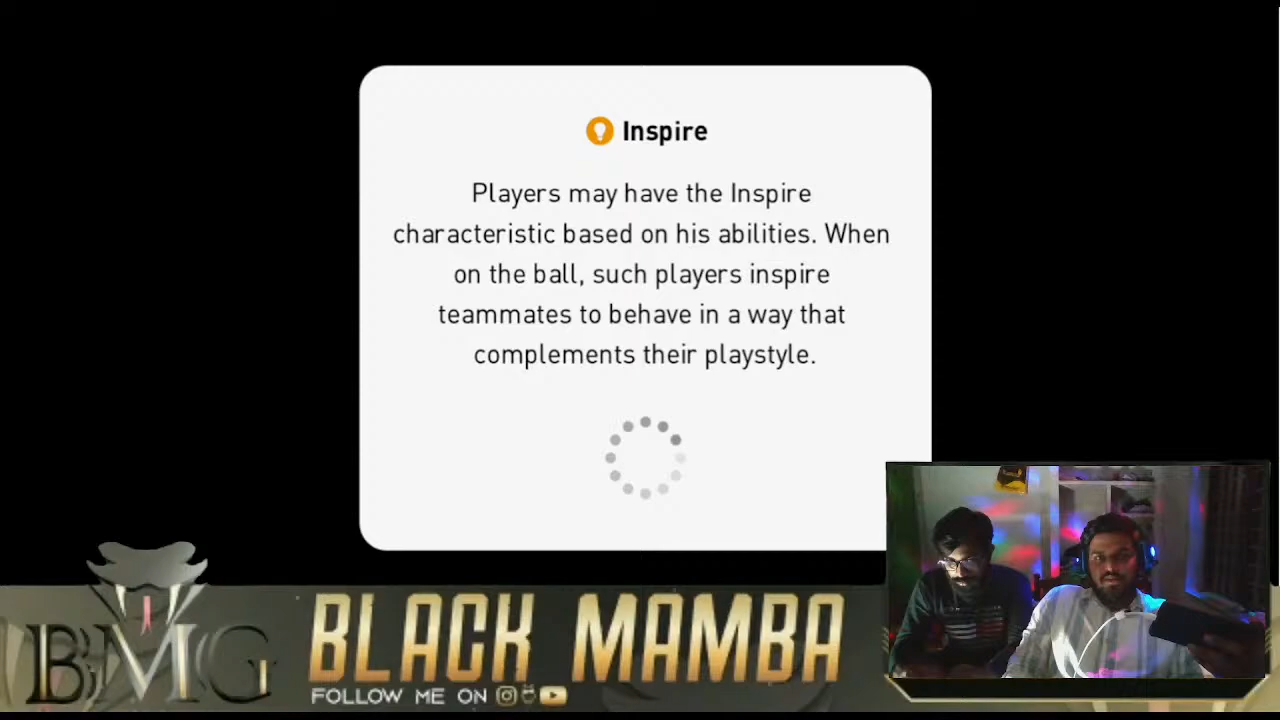 Inspire
Players may have the Inspire
characteristic based on his abilities. When
on the ball, such players inspire
teammates to behave in a way that
complements their playstyle.
BMG
BLACK MAMBA
FOLLOW ME ON